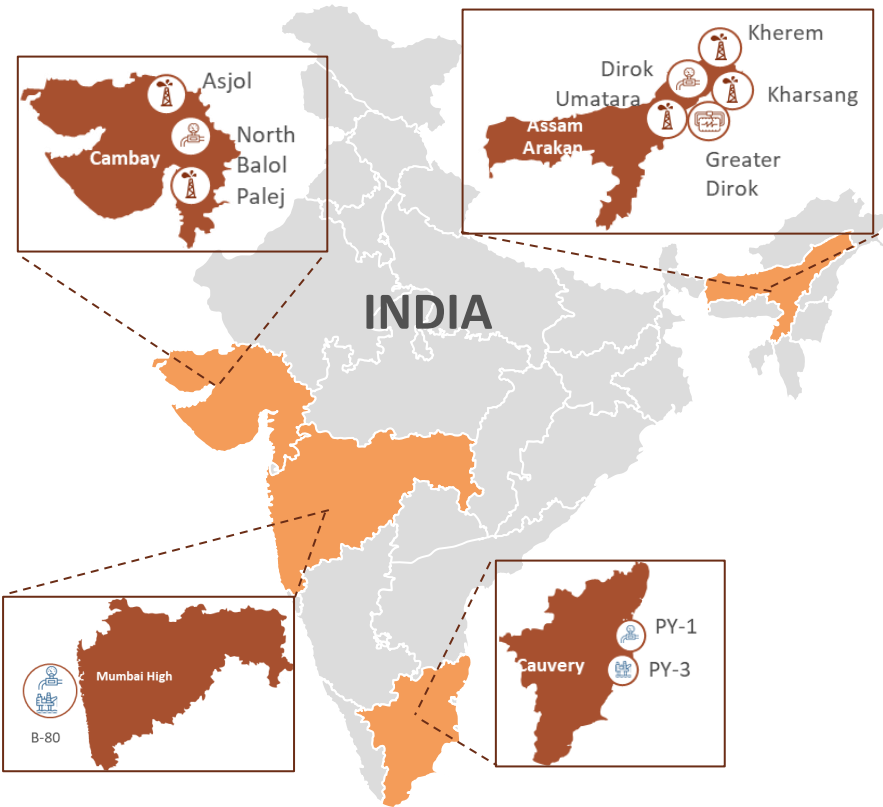 Asjol
North
Balol
Palej
Cambay
Kherem
Dirok
Umatara
Kharsang
Assam
Arakan
Greater
Dirok
INDIA
Mumbai High
B-80
PY-1
PY-3
Cauvery